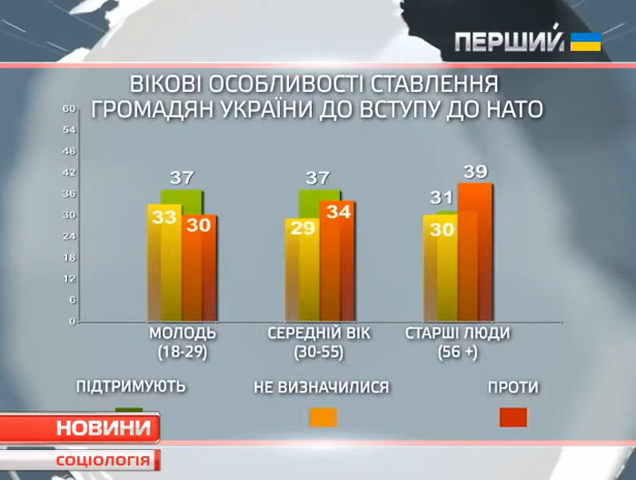 ПЕРШИЙ
ВІКОВІ ОСОБЛИВОСТІ СТАВЛЕННЯ
ГРОМАДЯН УКРАЇНИ ДО ВСТУПУ ДО НАТО
60
54
48
42
36
30
24
18
12
6
0
37
33
30
37
29
34
31
30
39
МОЛОДЬ
(18-29)
СЕРЕДНІЙ ВІК
(30-55)
СТАРШІ ЛЮДИ
(56 +)
ПІДТРИМУЮТЬ НЕ ВИЗНАЧИЛИСЯ ПРОТИ
НОВИНИ
СОЦІОЛОГІЯ